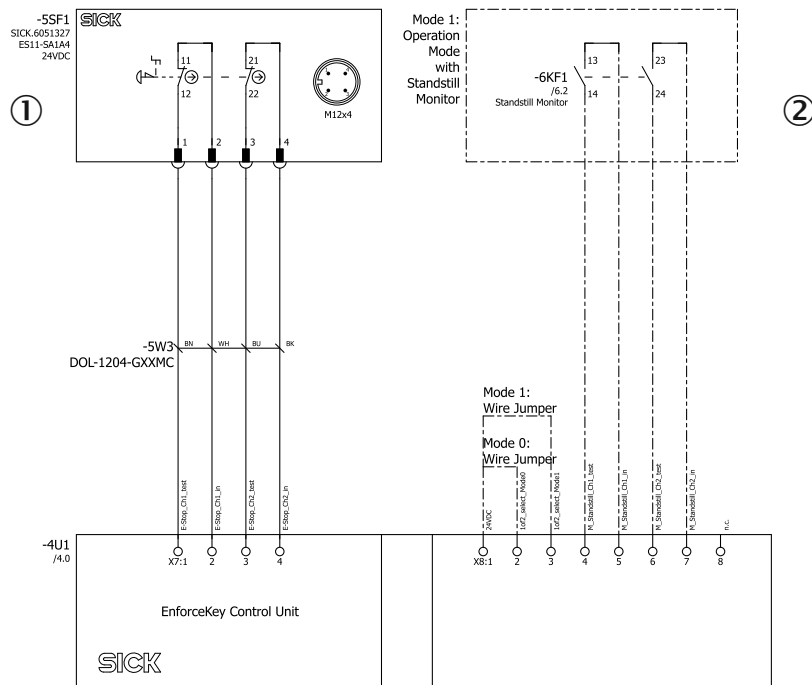 -5SF1
SICK.6051327
ES11-SA1A4
24VDC
SICK
11
12
21
22
M12x4
1
2
3
4
①
Mode 1:
Operation
Mode
with
Standstill
Monitor
-6KF1
/6.2
Standstill Monitor
13
14
23
24
②
-5W3
DOL-1204-GXXMC
BN
WH
BU
BK
Mode 1:
Wire Jumper
Mode 0:
Wire Jumper
E-Stop_Ch1_test
E-Stop_Ch1_in
E-Stop_Ch2_test
E-Stop_Ch2_in
24VDC
1of2_select_Mode0
1of2_select_Mode1
M_Standstill_Ch1_test
M_Standstill_Ch1_in
M_Standstill_Ch2_test
M_Standstill_Ch2_in
n.c.
-4U1
/4.0
X7:1
2
3
4
X8:1
2
3
4
5
6
7
8
EnforceKey Control Unit
SICK